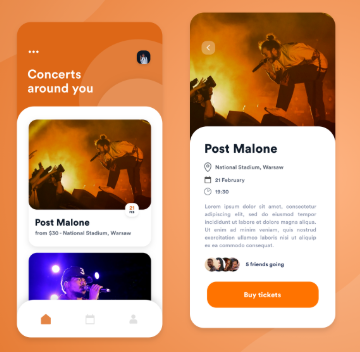 Concerts
around you
21
FEB
Post Malone
from $30 - National Stadium, Warsaw
Post Malone
National Stadium, Warsaw
21 February
19:30
Lorem ipsum dolor sit amet, consectetur
adipiscing elit, sed do eiusmod tempor
incididunt ut labore et dolore magna aliqua.
Ut enim ad minim veniam, quis nostrud
exercitation ullamco laboris nisi ut aliquip
ex ea commodo consequat
5 friends going
Buy tickets